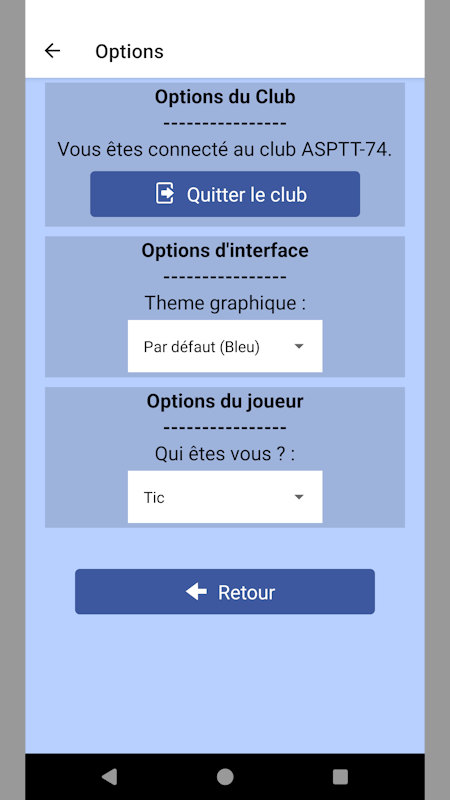 Options
Options du Club
----------------
Vous êtes connecté au club ASPTT-74.
Quitter le club
Options d'interface
----------------
Theme graphique :
Par défaut (Bleu)
Options du joueur
----------------
Qui êtes vous ? :
Tic
Retour